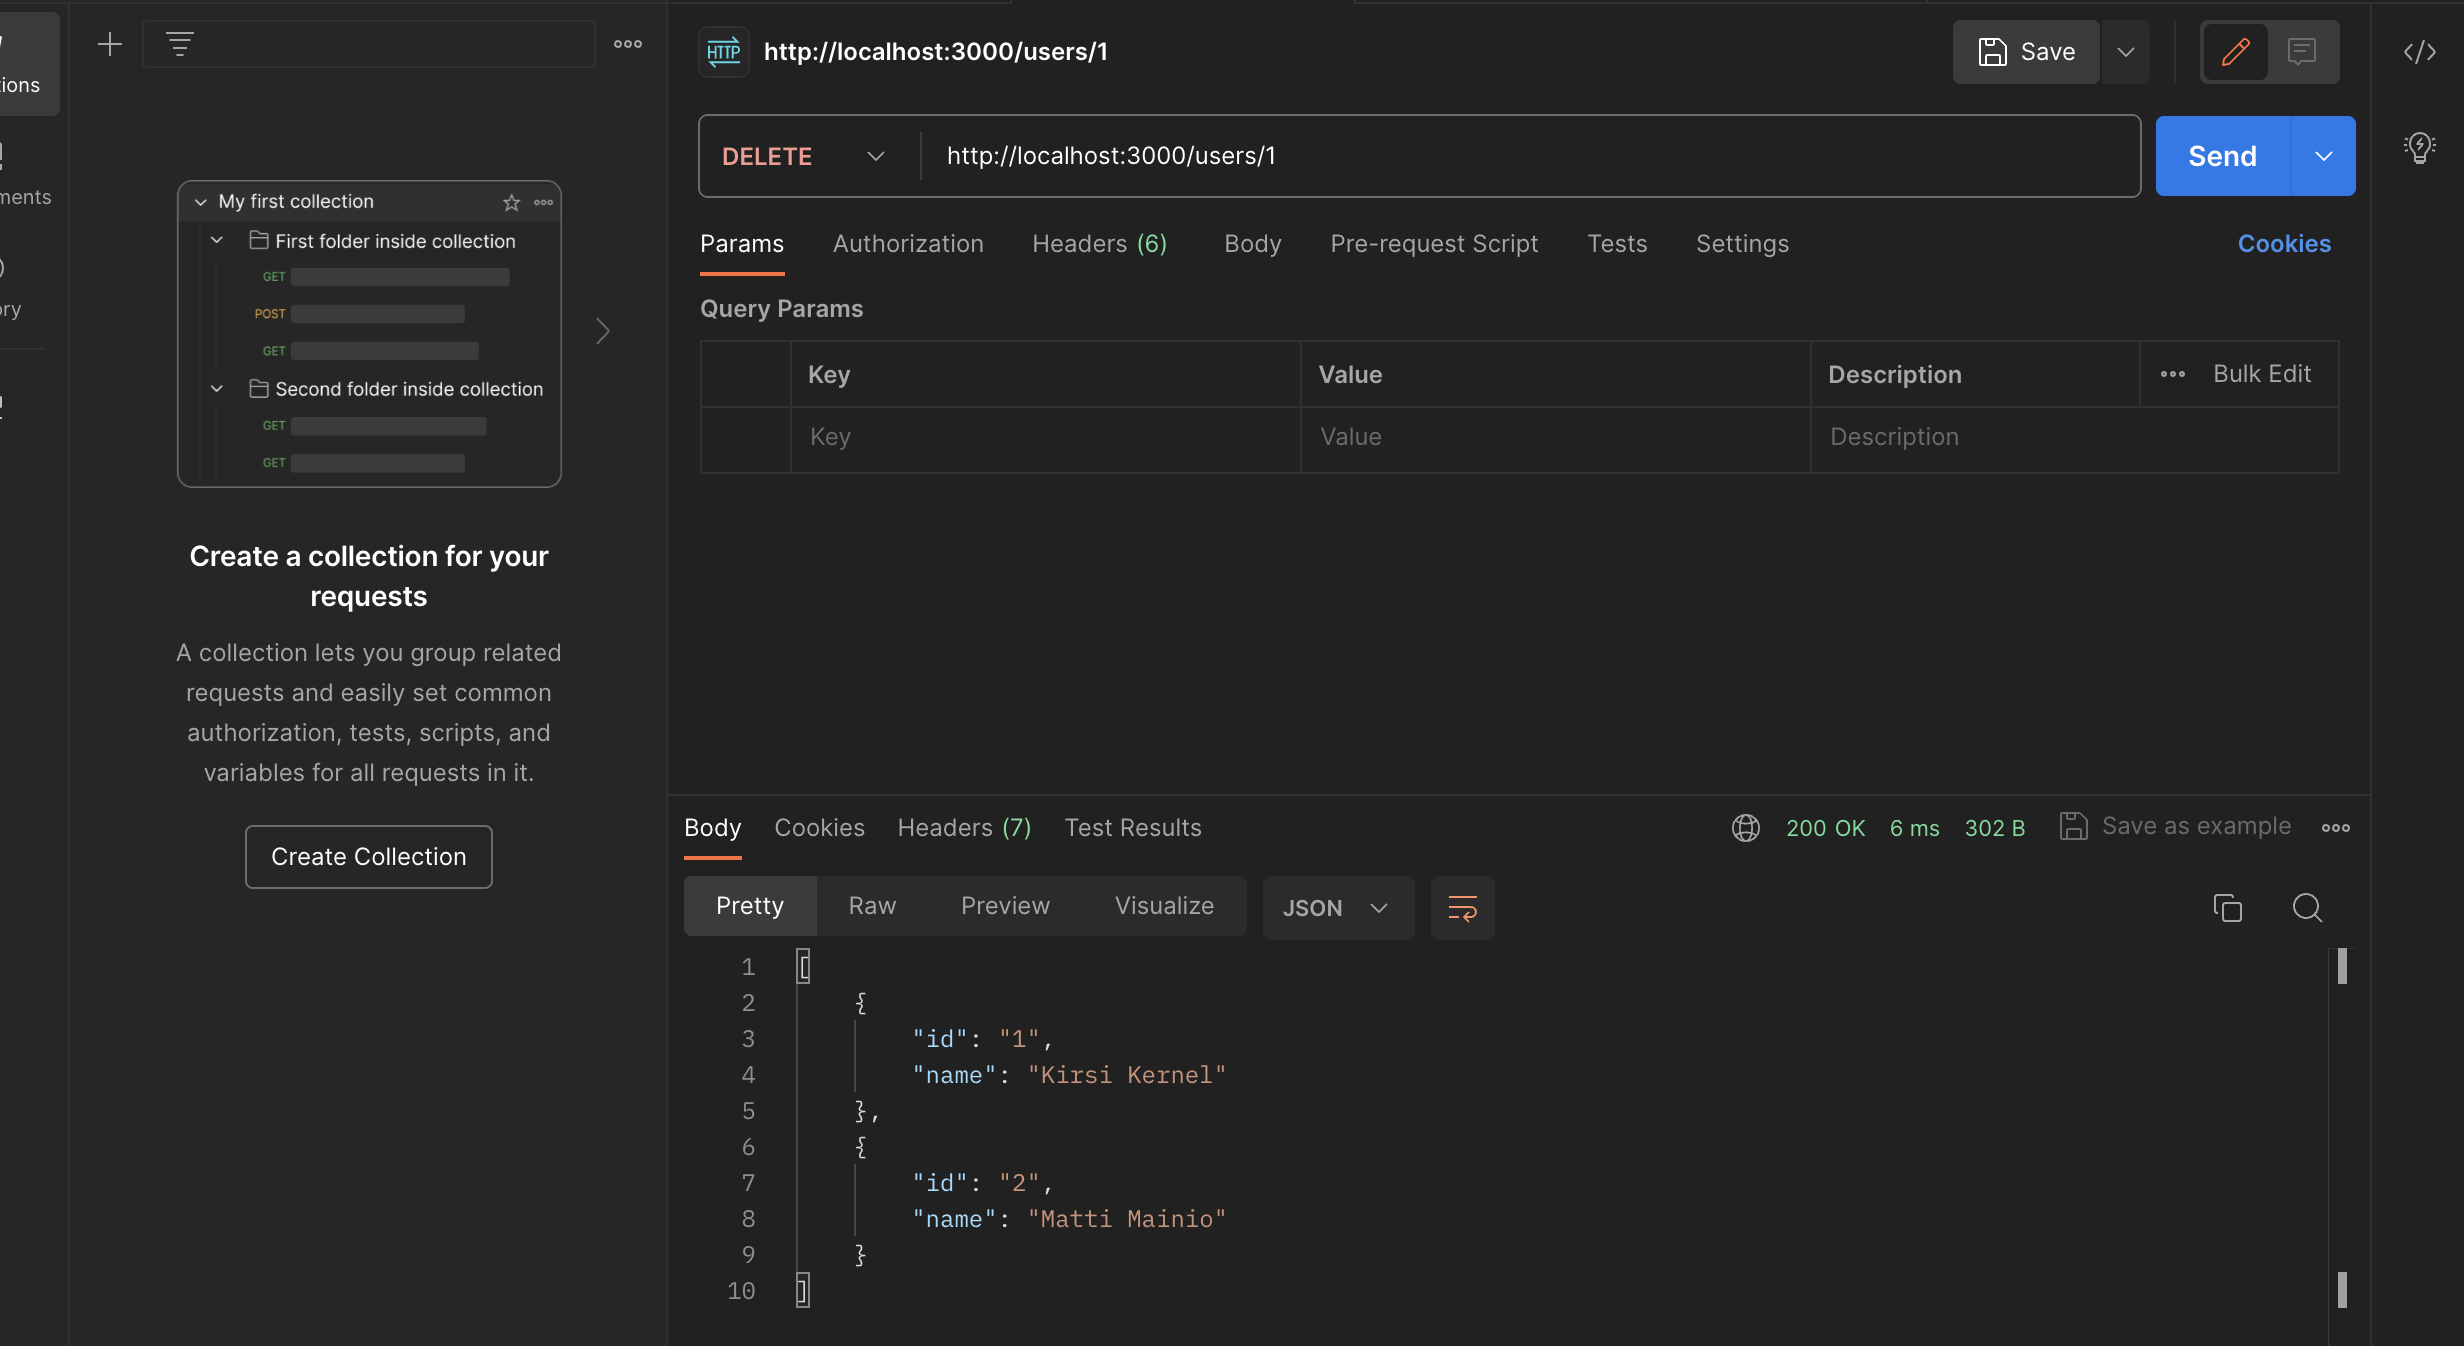 tions
ments
ory
My first collection
First folder inside collection
GET
POST
GET
Second folder inside collection
GET
GET
Create a collection for your
requests
A collection lets you group related
requests and easily set common
authorization, tests, scripts, and
variables for all requests in it.
Create Collection
HTTP http://localhost:3000/users/1
Save
DELETE http://localhost:3000/users/1
Send
Params Authorization Headers (6) Body Pre-request Script Tests Settings Cookies
Query Params
Key Value Description Bulk Edit
Key Value Description
Body Cookies Headers (7) Test Results 200 OK 6 ms 302 B Save as example
Pretty Raw Preview Visualize JSON
1 [
2 {
3 "id": "1",
4 "name": "Kirsi Kernel"
5 },
6 {
7 "id": "2",
8 "name": "Matti Mainio"
9 }
10 ]